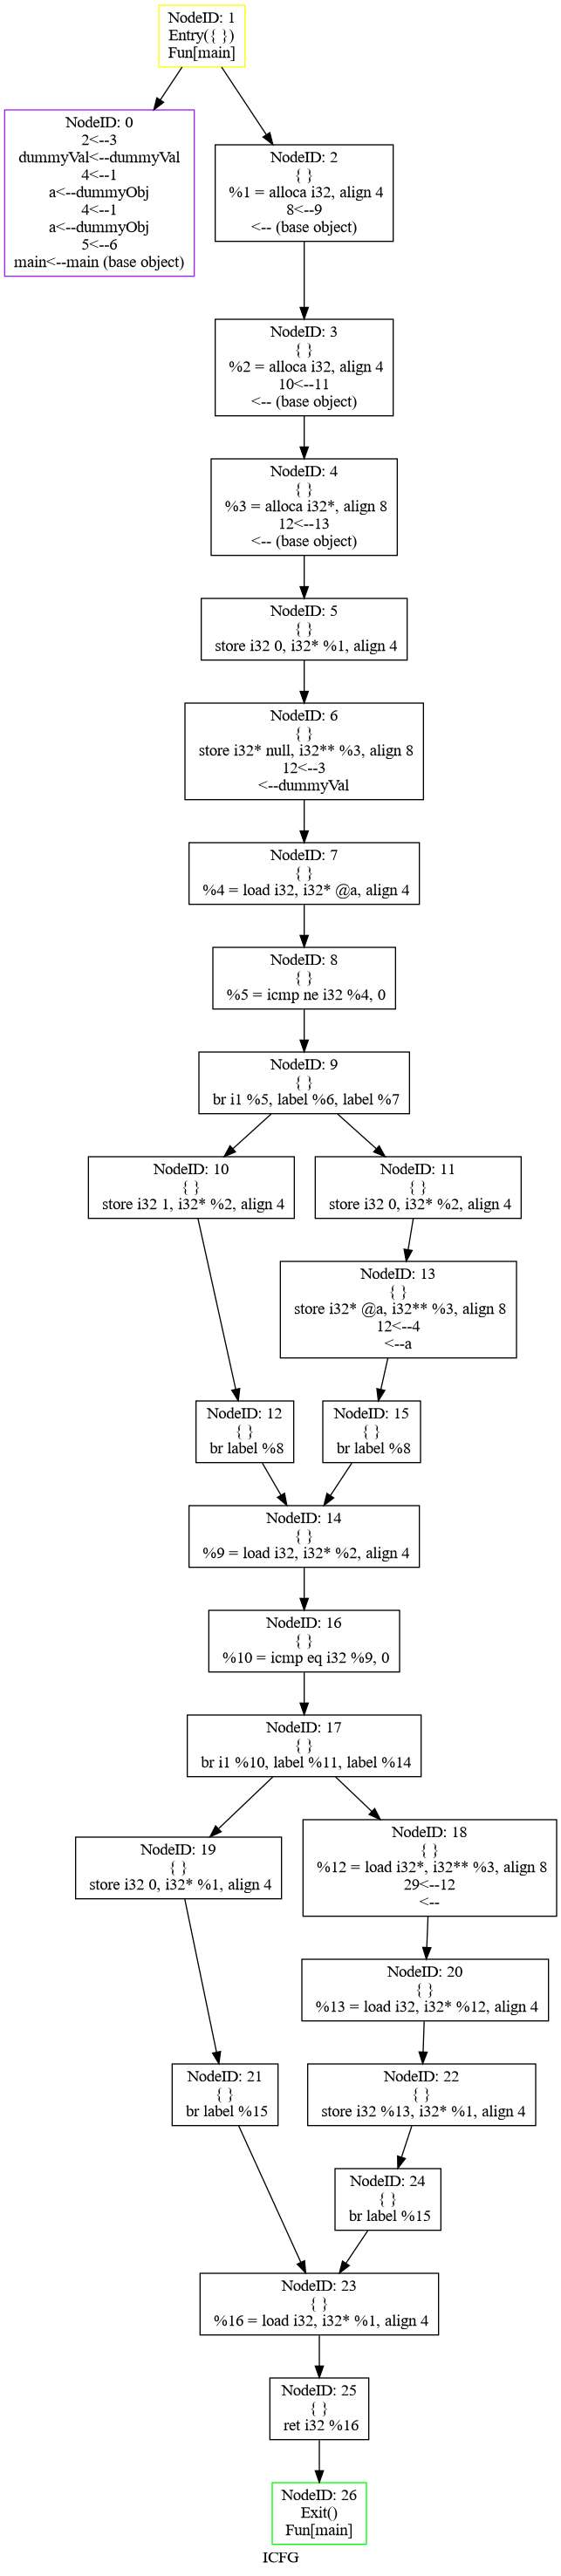 NodeID: 1
Entry({ })
Fun[main]
NodeID: 0
2<--3
dummyVal<--dummyVal
4<--1
a<--dummyObj
4<--1
a<--dummyObj
5<--6
main<--main (base object)
NodeID: 2
{ }
%1 = alloca i32, align 4
8<--9
<-- (base object)
NodeID: 3
{ }
%2 = alloca i32, align 4
10<--11
<-- (base object)
NodeID: 4
{ }
%3 = alloca i32*, align 8
12<--13
<-- (base object)
NodeID: 5
{ }
store i32 0, i32* %1, align 4
NodeID: 6
{ }
store i32* null, i32** %3, align 8
12<--3
<--dummyVal
NodeID: 7
{ }
%4 = load i32, i32* @a, align 4
NodeID: 8
{ }
%5 = icmp ne i32 %4, 0
NodeID: 9
{ }
br i1 %5, label %6, label %7
NodeID: 10
{ }
store i32 1, i32* %2, align 4
NodeID: 11
{ }
store i32 0, i32* %2, align 4
NodeID: 13
{ }
store i32* @a, i32** %3, align 8
12<--4
<--a
NodeID: 12
{ }
br label %8
NodeID: 15
{ }
br label %8
NodeID: 14
{ }
%9 = load i32, i32* %2, align 4
NodeID: 16
{ }
%10 = icmp eq i32 %9, 0
NodeID: 17
{ }
br i1 %10, label %11, label %14
NodeID: 18
{ }
%12 = load i32*, i32** %3, align 8
29<--12
<--
NodeID: 19
{ }
store i32 0, i32* %1, align 4
NodeID: 20
{ }
%13 = load i32, i32* %12, align 4
NodeID: 21
{ }
br label %15
NodeID: 22
{ }
store i32 %13, i32* %1, align 4
NodeID: 24
{ }
br label %15
NodeID: 23
{ }
%16 = load i32, i32* %1, align 4
NodeID: 25
{ }
ret i32 %16
NodeID: 26
Exit()
Fun[main]
ICFG